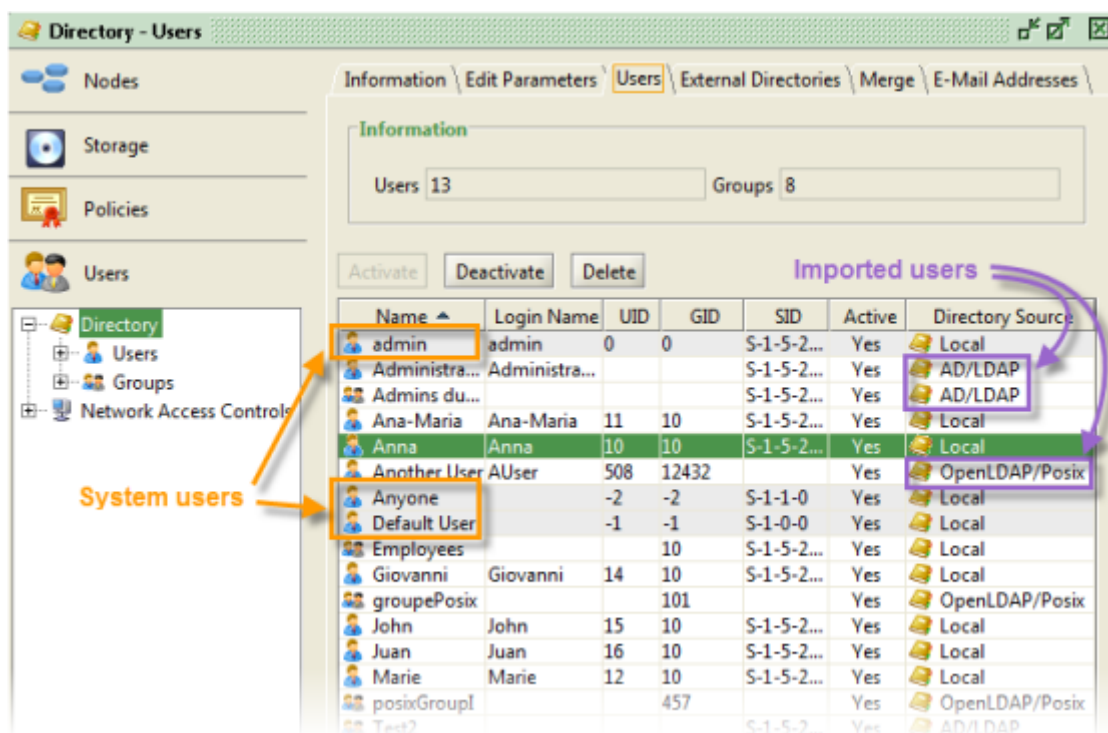 Directory - Users
Nodes
Storage
Policies
Users
Directory
Users
Groups
Network Access Controls
Information Edit Parameters Users External Directories Merge E-Mail Addresses
Information
Users 13 Groups 8
Activate Deactivate Delete
Imported users
System users
Name Login Name UID GID SID Active Directory Source
admin admin 0 0 S-1-5-2... Yes Local
Administra... Administra... S-1-5-2... Yes AD/LDAP
Admins du... S-1-5-2... Yes AD/LDAP
Ana-Maria Ana-Maria 11 10 S-1-5-2... Yes Local
Anna Anna 10 10 S-1-5-2... Yes Local
Another User AUser 508 12432 Yes OpenLDAP/Posix
Anyone -2 -2 S-1-1-0 Yes Local
Default User -1 -1 S-1-0-0 Yes Local
Employees 10 S-1-5-2... Yes Local
Giovanni Giovanni 14 10 S-1-5-2... Yes Local
groupePosix 101 Yes OpenLDAP/Posix
John John 15 10 S-1-5-2... Yes Local
Juan Juan 16 10 S-1-5-2... Yes Local
Marie Marie 12 10 S-1-5-2... Yes Local
posixGroupI 457 Yes OpenLDAP/Posix
Test2 S-1-5-2... Yes AD/LDAP